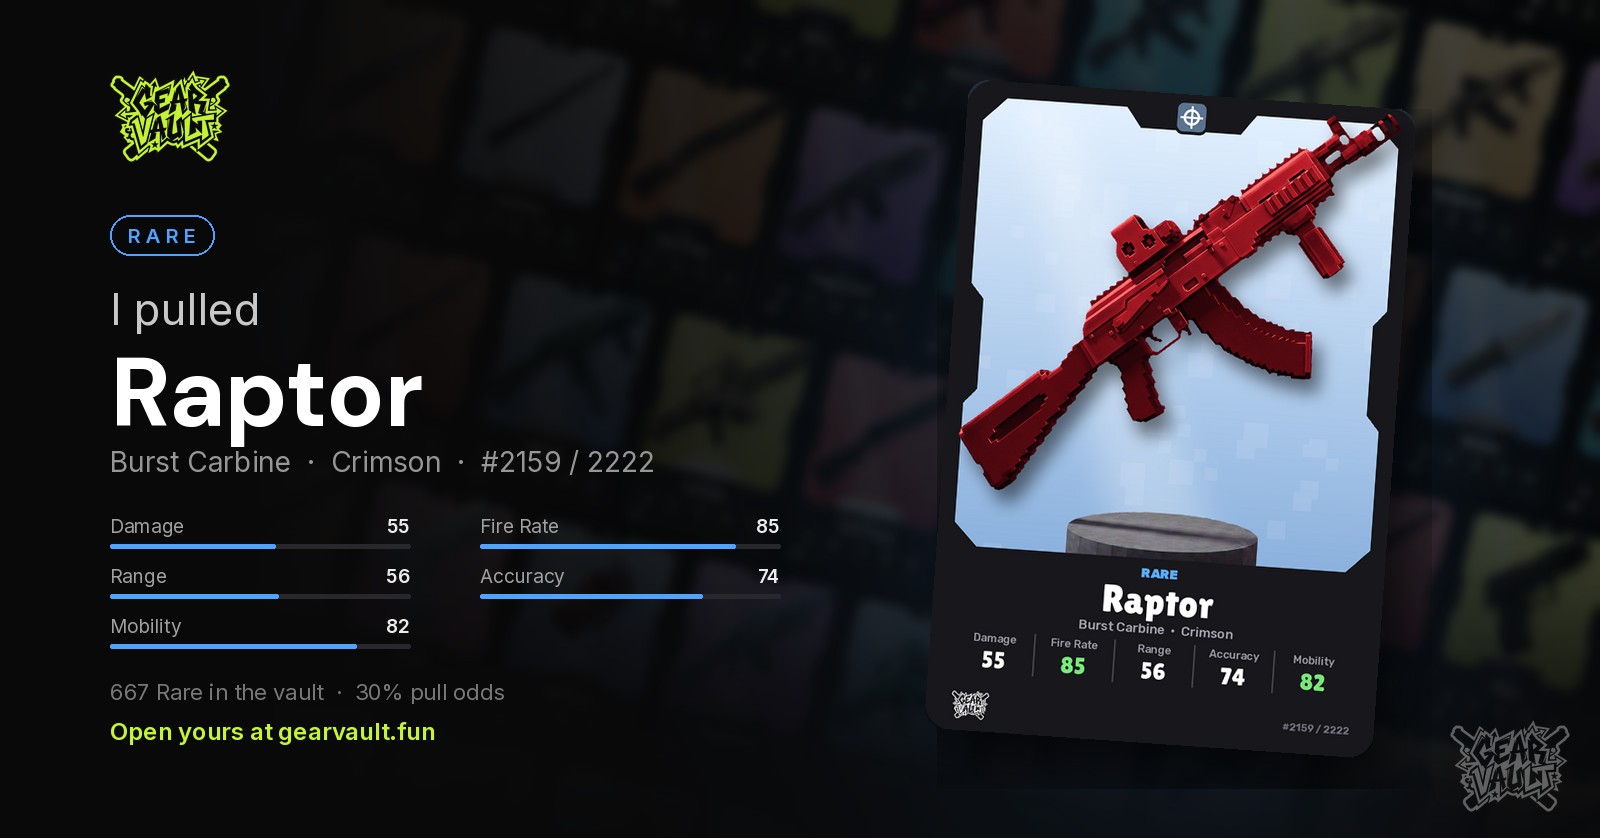 GEAR
VAULT
RARE
I pulled
Raptor
Burst Carbine · Crimson · #2159 / 2222
Damage 55
Fire Rate 85
Range 56
Accuracy 74
Mobility 82
667 Rare in the vault · 30% pull odds
Open yours at gearvault.fun
RARE
Raptor
Burst Carbine · Crimson
Damage Fire Rate Range Accuracy Mobility
55 85 56 74 82
GEAR
VAULT
#2159 / 2222
GEAR
VAULT